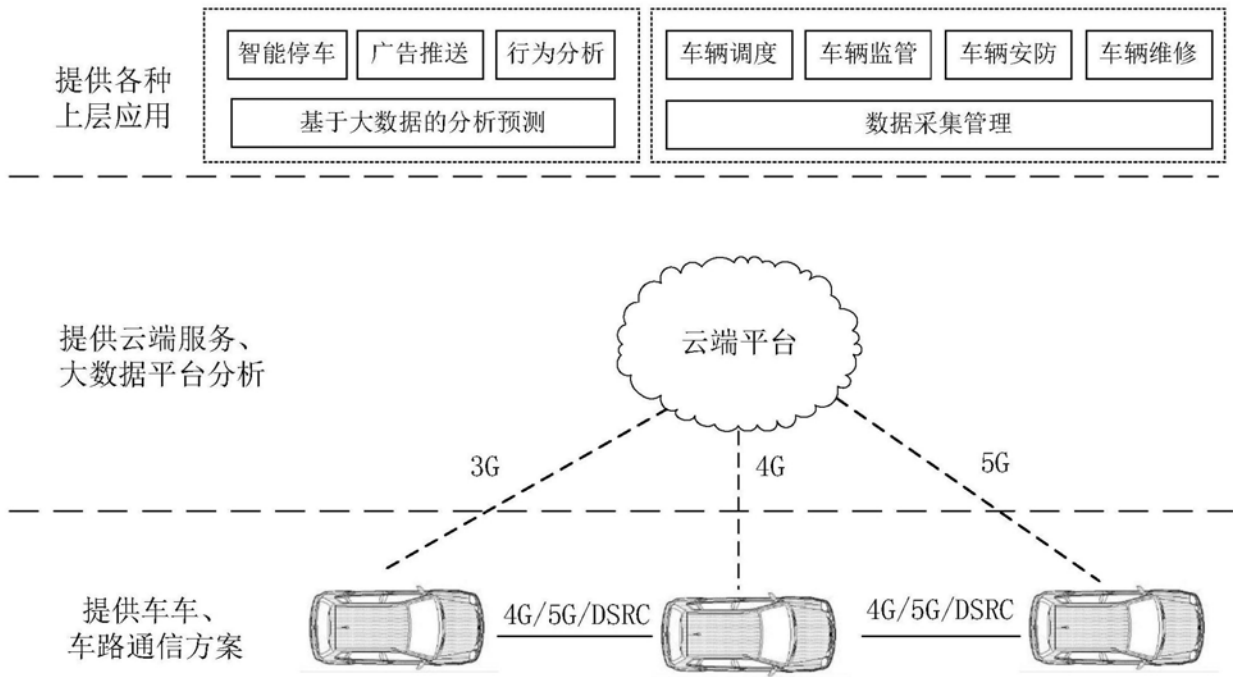 提供各种
上层应用
智能停车
广告推送
行为分析
基于大数据的分析预测
车辆调度
车辆监管
车辆安防
车辆维修
数据采集管理
提供云端服务、
大数据平台分析
云端平台
3G
4G
5G
提供车车、
车路通信方案
4G/5G/DSRC
4G/5G/DSRC